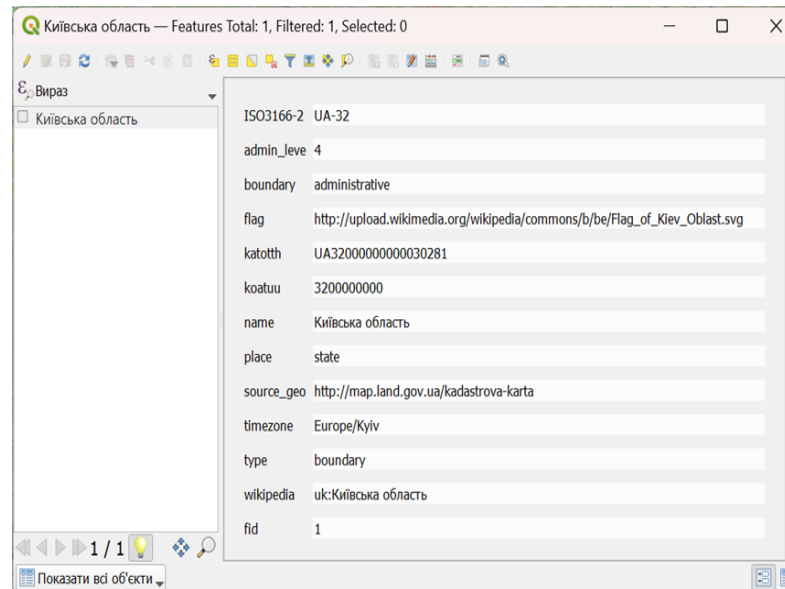 Київська область — Features Total: 1, Filtered: 1, Selected: 0
Вираз
Київська область
ISO3166-2 UA-32
admin_leve 4
boundary administrative
flag http://upload.wikimedia.org/wikipedia/commons/b/be/Flag_of_Kiev_Oblast.svg
katotth UA32000000000030281
koatuu 3200000000
name Київська область
place state
source_geo http://map.land.gov.ua/kadastrova-karta
timezone Europe/Kyiv
type boundary
wikipedia uk:Київська область
fid 1
1 / 1
Показати всі об'єкти